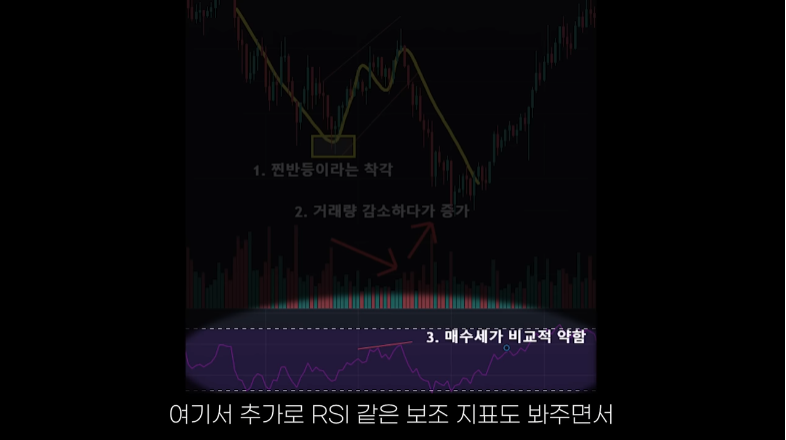 1. 찐반등이라는 착각
2. 거래량 감소하다가 증가
3. 매수세가 비교적 약함
여기서 추가로 RSI 같은 보조 지표도 봐주면서